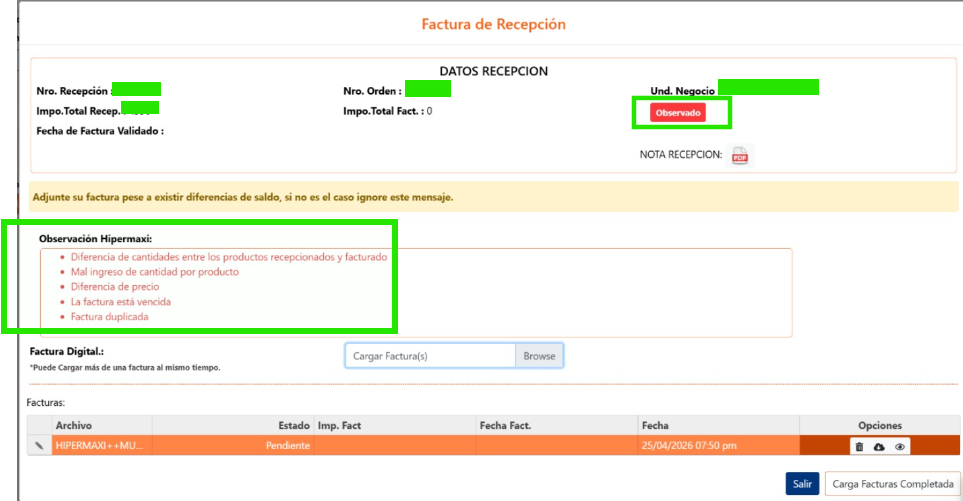 Factura de Recepción
DATOS RECEPCION
Nro. Recepción :
Nro. Orden :
Und. Negocio
Impo.Total Recep.
Impo.Total Fact. : 0
Observado
Fecha de Factura Validado :
NOTA RECEPCION: PDF
Adjunte su factura pese a existir diferencias de saldo, si no es el caso ignore este mensaje.
Observación Hipermaxi:
Diferencia de cantidades entre los productos recepcionados y facturado
Mal ingreso de cantidad por producto
Diferencia de precio
La factura está vencida
Factura duplicada
Factura Digital.:
Cargar Factura(s) Browse
*Puede Cargar más de una factura al mismo tiempo.
Facturas:
Archivo Estado Imp. Fact Fecha Fact. Fecha Opciones
HIPERMAXI++MU... Pendiente 25/04/2026 07:50 pm
Salir Carga Facturas Completada